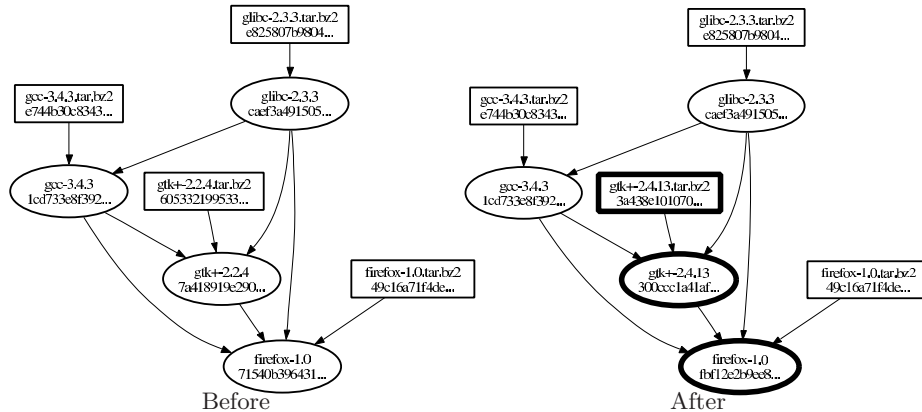 glibc-2.3.3.tar.bz2
e825807b9804...
gcc-3.4.3.tar.bz2
e744b30c8343...
glibc-2.3.3
caef3a491505...
gcc-3.4.3
1cd733e8f392...
gtk+-2.2.4.tar.bz2
605332199533...
gtk+-2.2.4
7a418919e290...
firefox-1.0.tar.bz2
49c16a71f4de...
firefox-1.0
71540b396431...
Before
glibc-2.3.3.tar.bz2
e825807b9804...
gcc-3.4.3.tar.bz2
e744b30c8343...
glibc-2.3.3
caef3a491505...
gcc-3.4.3
1cd733e8f392...
gtk+-2.4.13.tar.bz2
3a438e101070...
gtk+-2.4.13
300ccc1a41af...
firefox-1.0.tar.bz2
49c16a71f4de...
firefox-1.0
fbf12e2b9ee8...
After